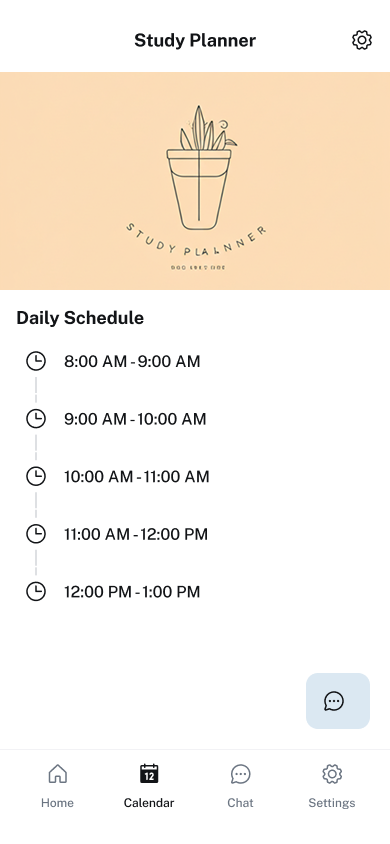 Study Planner
STUDY PLALNNER
Daily Schedule
8:00 AM - 9:00 AM
9:00 AM - 10:00 AM
10:00 AM - 11:00 AM
11:00 AM - 12:00 PM
12:00 PM - 1:00 PM
12
Home
Calendar
Chat
Settings